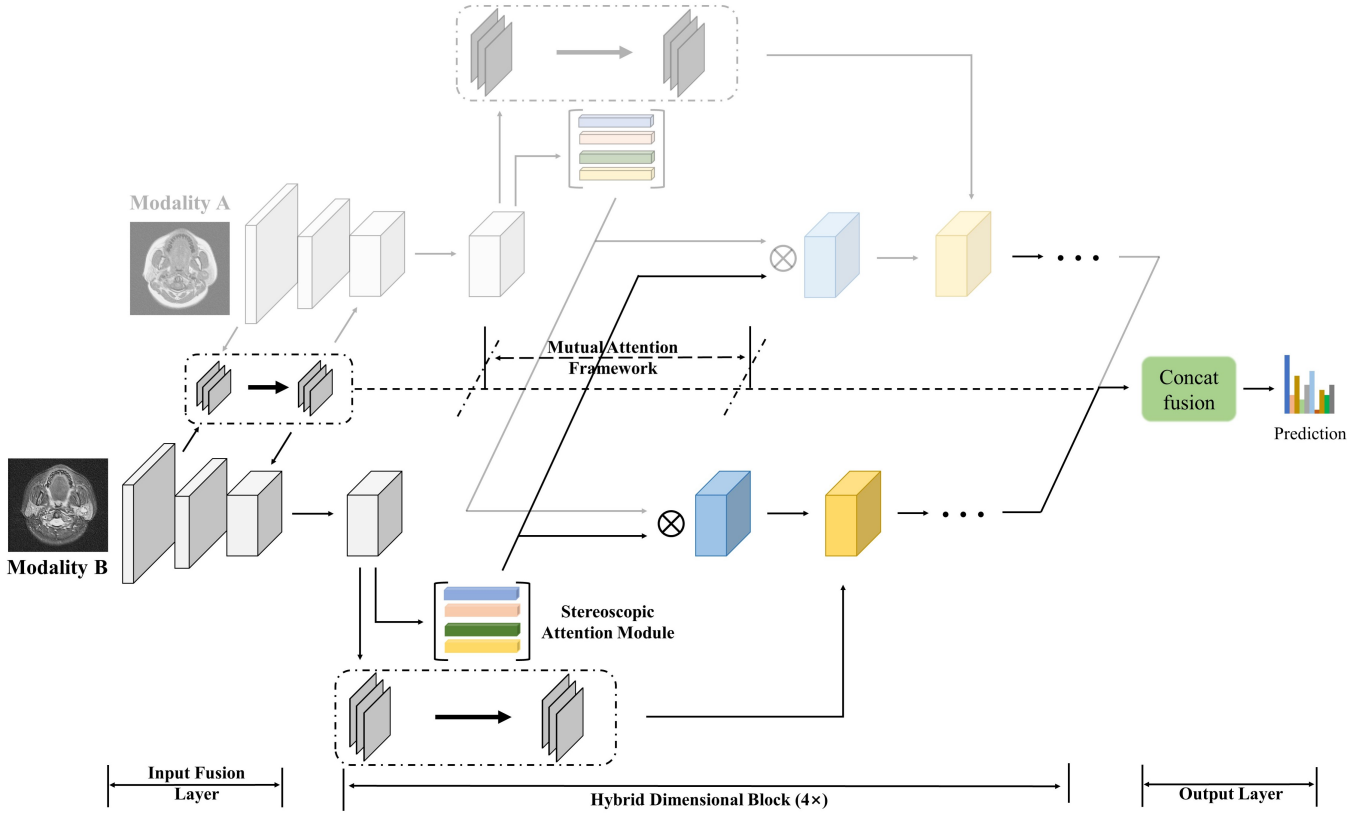 Modality A
Mutual Attention
Framework
Concat
fusion
Prediction
Modality B
Stereoscopic
Attention Module
Input Fusion
Layer
Hybrid Dimensional Block (4×)
Output Layer